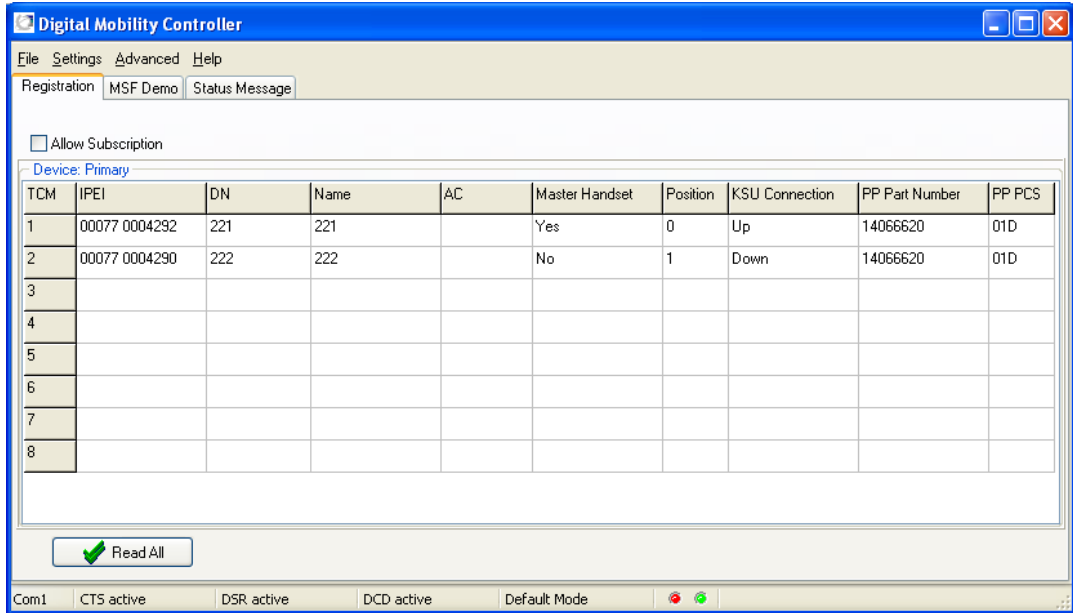 Digital Mobility Controller
File Settings Advanced Help
Registration MSF Demo Status Message
Allow Subscription
Device: Primary
TCM IPEI DN Name AC Master Handset Position KSU Connection PP Part Number PP PCS
1 00077 0004292 221 221 Yes 0 Up 14066620 01D
2 00077 0004290 222 222 No 1 Down 14066620 01D
3
4
5
6
7
8
Read All
Com1 CTS active DSR active DCD active Default Mode